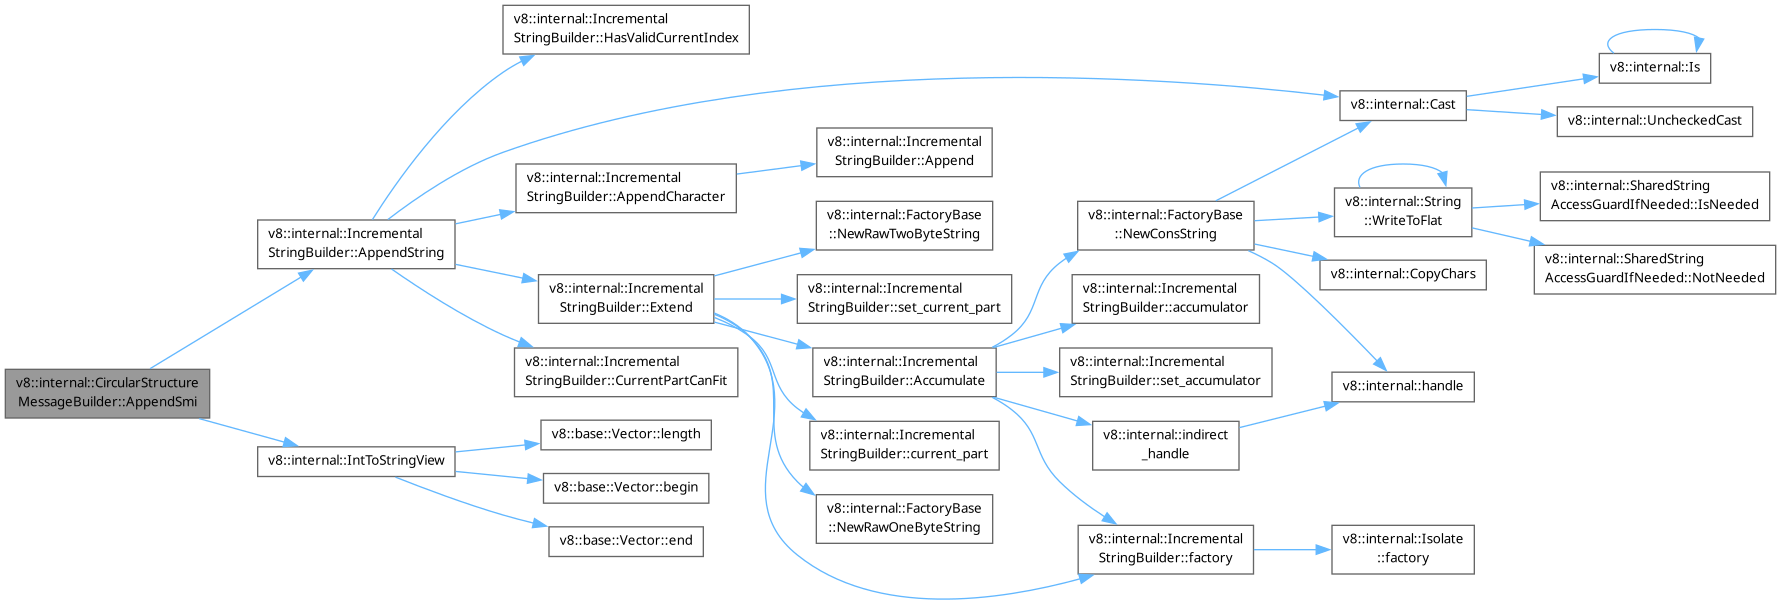 v8::internal::Incremental
StringBuilder::HasValidCurrentIndex
v8::internal::Is
v8::internal::Cast
v8::internal::UncheckedCast
v8::internal::Incremental
StringBuilder::Append
v8::internal::Incremental
StringBuilder::AppendCharacter
v8::internal::String
::WriteToFlat
v8::internal::SharedString
AccessGuardIfNeeded::IsNeeded
v8::internal::FactoryBase
::NewRawTwoByteString
v8::internal::FactoryBase
::NewConsString
v8::internal::Incremental
StringBuilder::AppendString
v8::internal::CopyChars
v8::internal::SharedString
AccessGuardIfNeeded::NotNeeded
v8::internal::Incremental
StringBuilder::Extend
v8::internal::Incremental
StringBuilder::set_current_part
v8::internal::Incremental
StringBuilder::accumulator
v8::internal::Incremental
StringBuilder::CurrentPartCanFit
v8::internal::Incremental
StringBuilder::Accumulate
v8::internal::Incremental
StringBuilder::set_accumulator
v8::internal::handle
v8::internal::CircularStructure
MessageBuilder::AppendSmi
v8::base::Vector::length
v8::internal::Incremental
StringBuilder::current_part
v8::internal::indirect
_handle
v8::internal::IntToStringView
v8::base::Vector::begin
v8::internal::FactoryBase
::NewRawOneByteString
v8::base::Vector::end
v8::internal::Incremental
StringBuilder::factory
v8::internal::Isolate
::factory